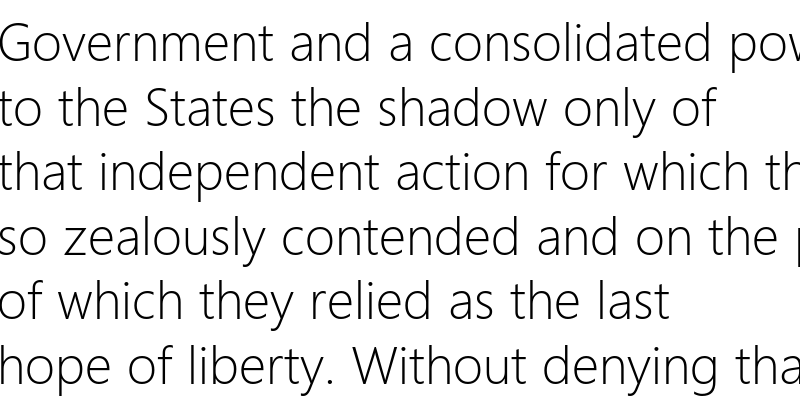 Government and a consolidated pow
to the States the shadow only of
that independent action for which th
so zealously contended and on the
of which they relied as the last
hope of liberty. Without denying tha